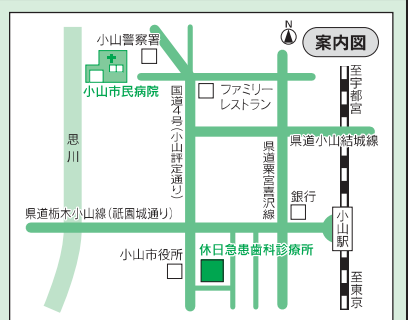 N
案内図
小山警察署
至宇都宮
小山市民病院
国道4号(小山評定通り)
ファミリー
レストラン
思川
県道小山結城線
県道粟宮喜沢線
銀行
県道栃木小山線(祇園城通り)
小山駅
小山市役所
休日急患歯科診療所
至東京